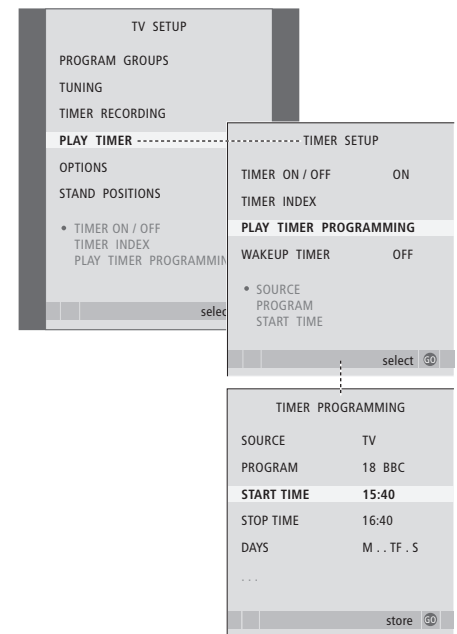 TV SETUP
PROGRAM GROUPS
TUNING
TIMER RECORDING
PLAY TIMER
OPTIONS
STAND POSITIONS
• TIMER ON / OFF
TIMER INDEX
PLAY TIMER PROGRAMMIN
selec
TIMER SETUP
TIMER ON / OFF ON
TIMER INDEX
PLAY TIMER PROGRAMMING
WAKEUP TIMER OFF
• SOURCE
PROGRAM
START TIME
select GO
TIMER PROGRAMMING
SOURCE TV
PROGRAM 18 BBC
START TIME 15:40
STOP TIME 16:40
DAYS M . . TF . S
. . .
store GO